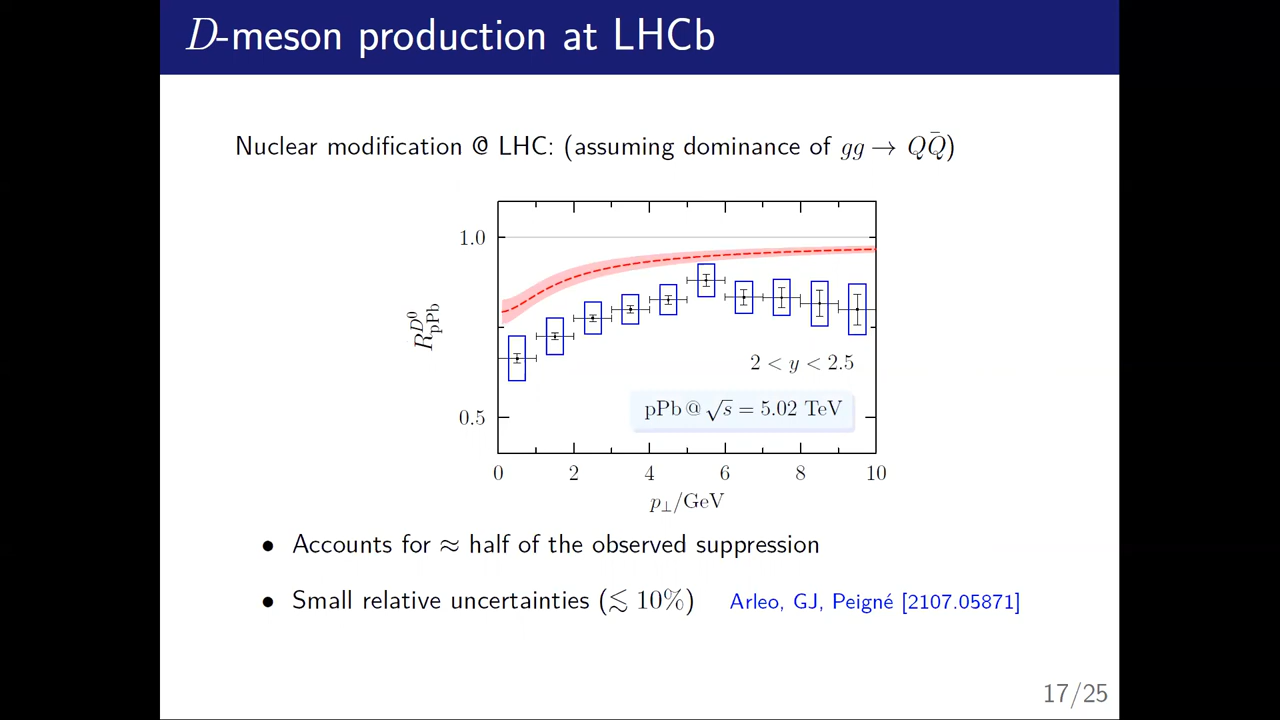 D-meson production at LHCb
Nuclear modification @ LHC: (assuming dominance of gg → QQ̄)
1.0
0.5
R_pPb^D⁰
2 < y < 2.5
pPb @ √s = 5.02 TeV
0 2 4 6 8 10
p⊥/GeV
• Accounts for ≈ half of the observed suppression
• Small relative uncertainties (≲ 10%) Arleo, GJ, Peigné [2107.05871]
17/25